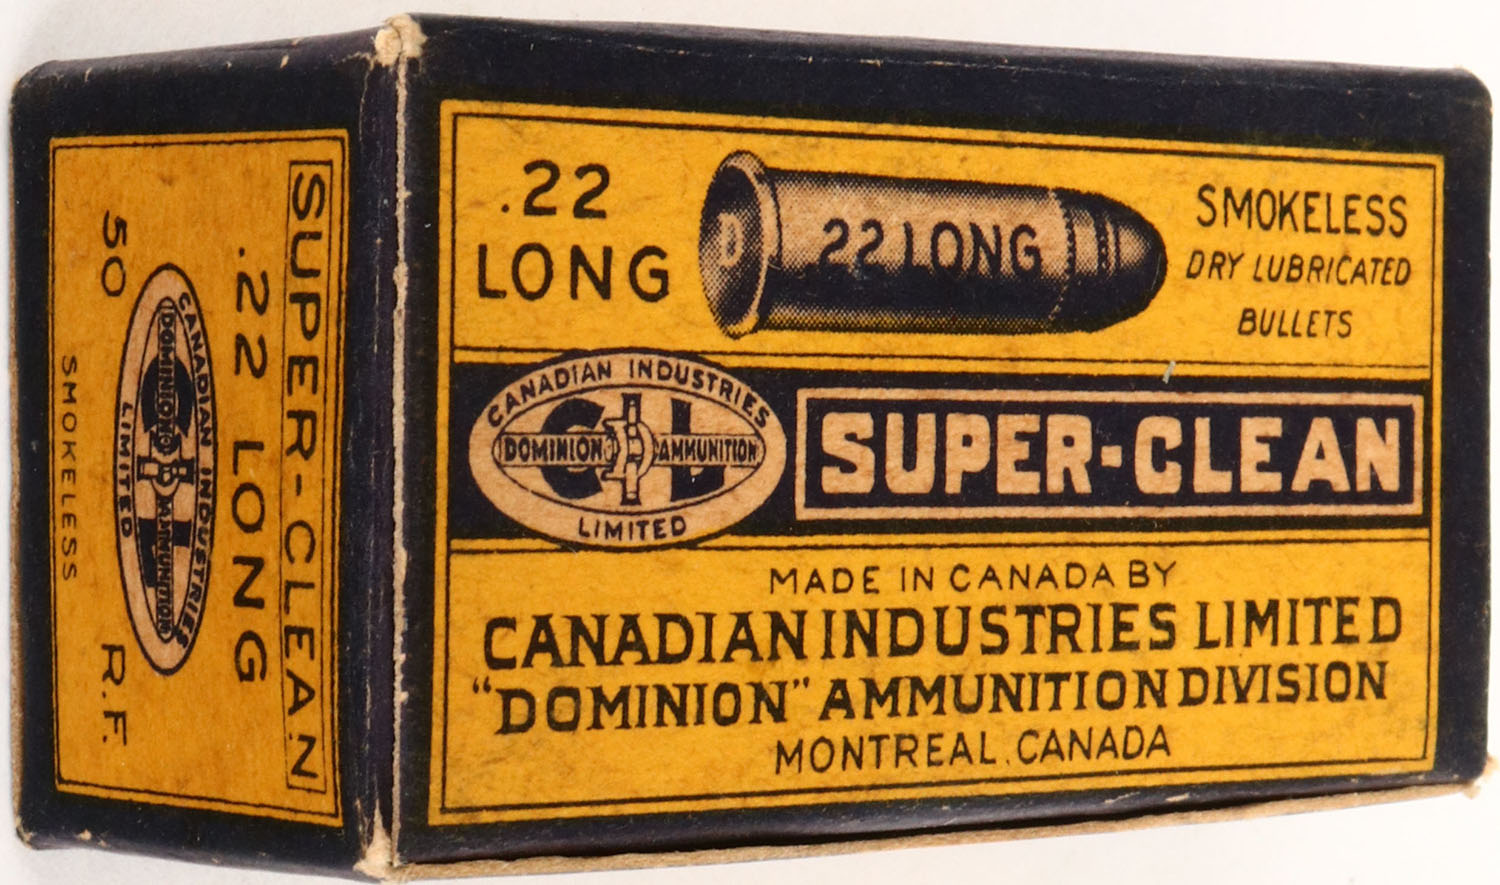 .22
LONG
D
22 LONG
SMOKELESS
DRY LUBRICATED
BULLETS
CANADIAN INDUSTRIES
CIL
DOMINION AMMUNITION
LIMITED
SUPER-CLEAN
MADE IN CANADA BY
CANADIAN INDUSTRIES LIMITED
"DOMINION" AMMUNITION DIVISION
MONTREAL, CANADA
SUPER-CLEAN
.22 LONG
CANADIAN INDUSTRIES
DOMINION AMMUNITION
LIMITED
50 R.F.
SMOKELESS